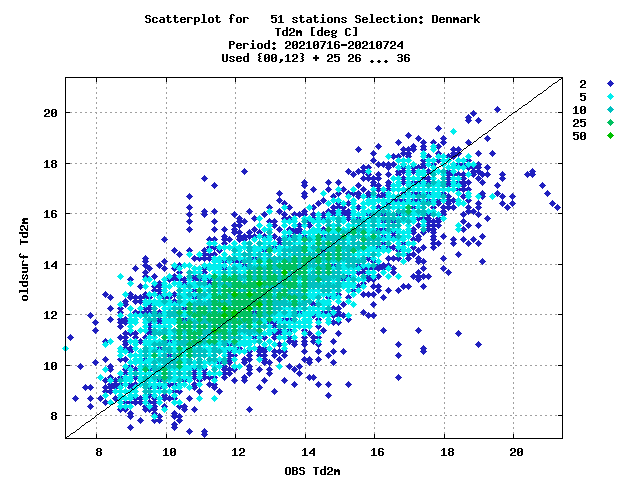 Scatterplot for   51 stations Selection: Denmark
Td2m [deg C]
Period: 20210716-20210724
Used {00,12} + 25 26 ... 36
2
5
10
25
50
20
18
16
14
12
10
8
oldsurf Td2m
8 10 12 14 16 18 20
OBS Td2m